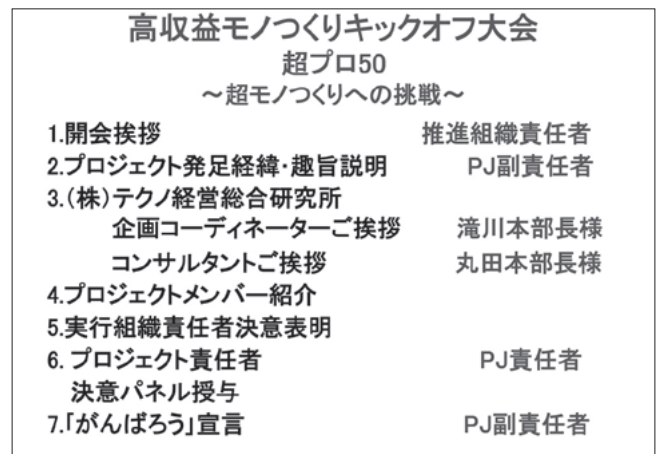 高収益モノつくりキックオフ大会
超プロ50
～超モノつくりへの挑戦～
1.開会挨拶 推進組織責任者
2.プロジェクト発足経緯・趣旨説明 PJ副責任者
3.(株)テクノ経営総合研究所
企画コーディネーターご挨拶 滝川本部長様
コンサルタントご挨拶 丸田本部長様
4.プロジェクトメンバー紹介
5.実行組織責任者決意表明
6. プロジェクト責任者 PJ責任者
決意パネル授与
7.「がんばろう」宣言 PJ副責任者